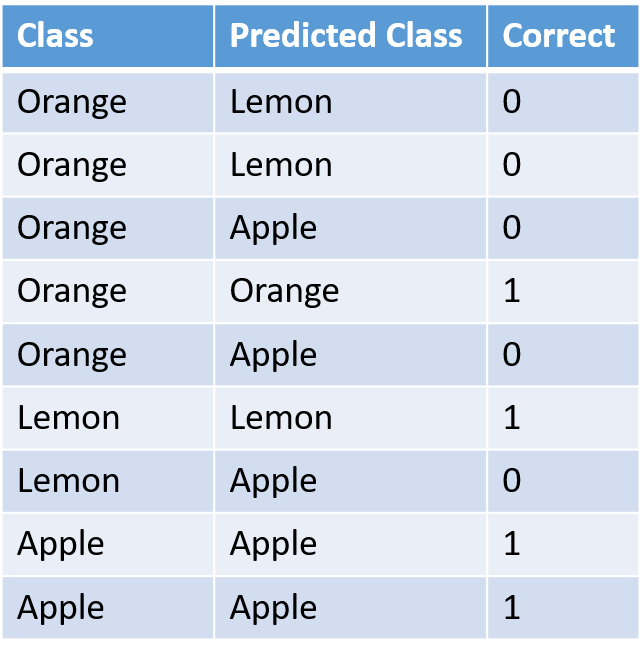 Class Predicted Class Correct
Orange Lemon 0
Orange Lemon 0
Orange Apple 0
Orange Orange 1
Orange Apple 0
Lemon Lemon 1
Lemon Apple 0
Apple Apple 1
Apple Apple 1